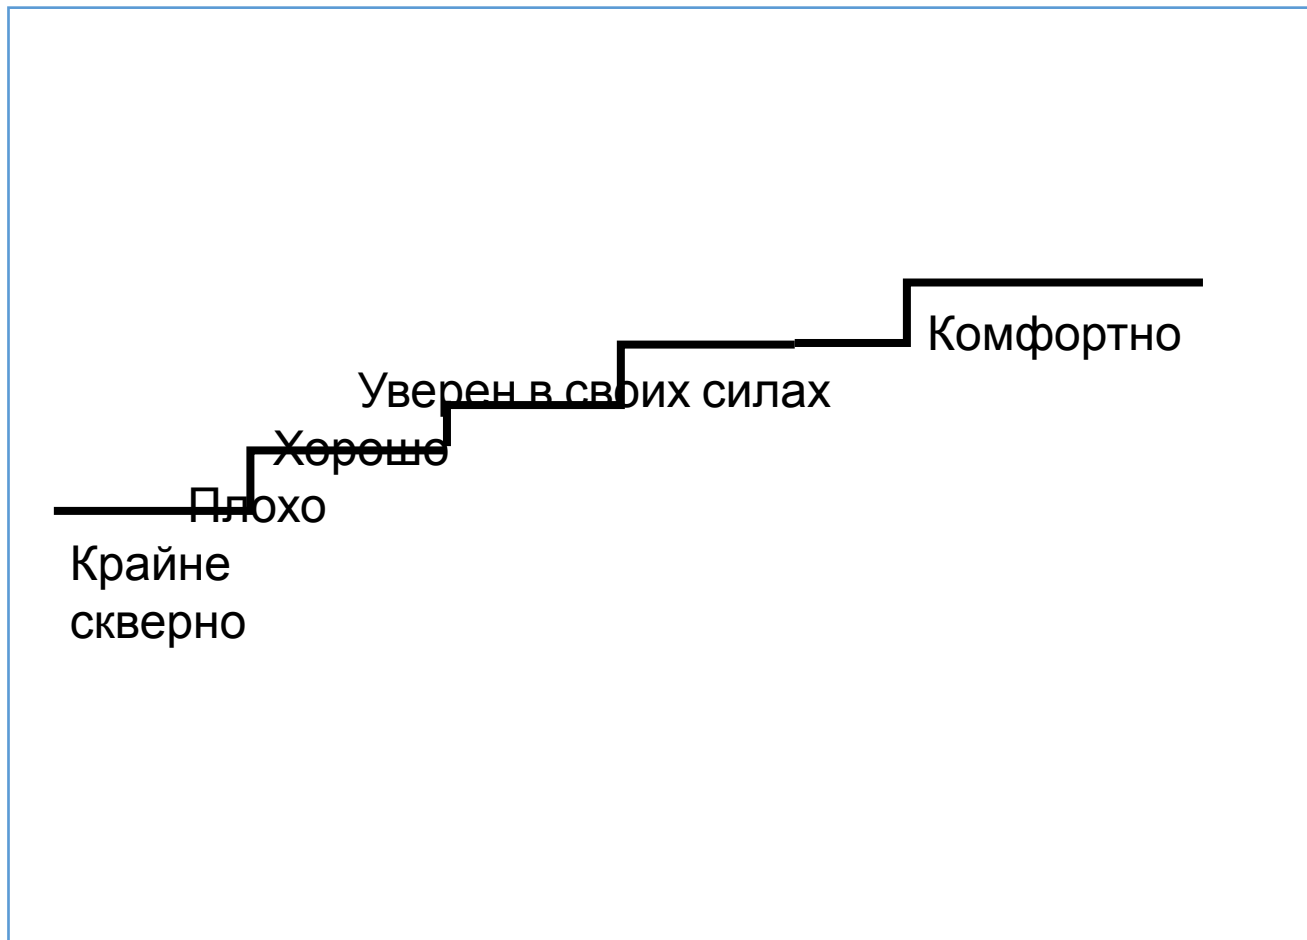 Комфортно
Уверен в своих силах
Хорошо
Плохо
Крайне
скверно